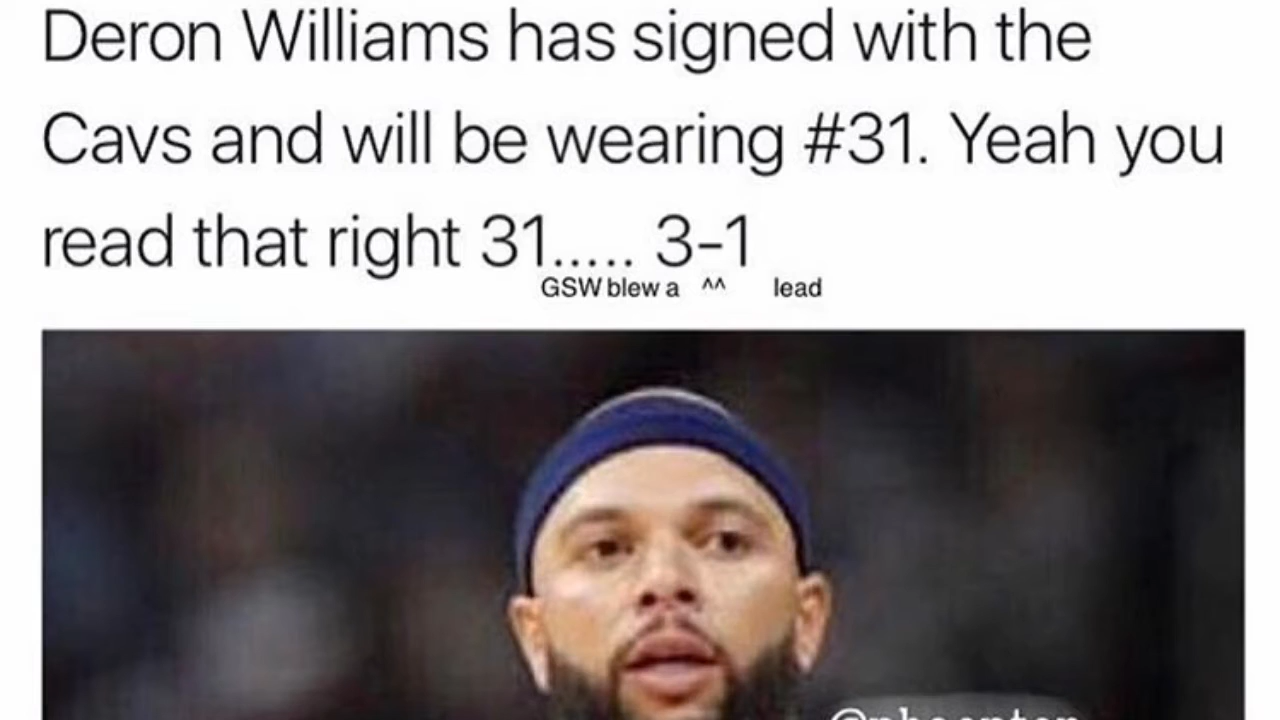 Deron Williams has signed with the
Cavs and will be wearing #31. Yeah you
read that right 31..... 3-1
GSW blew a ^^ lead